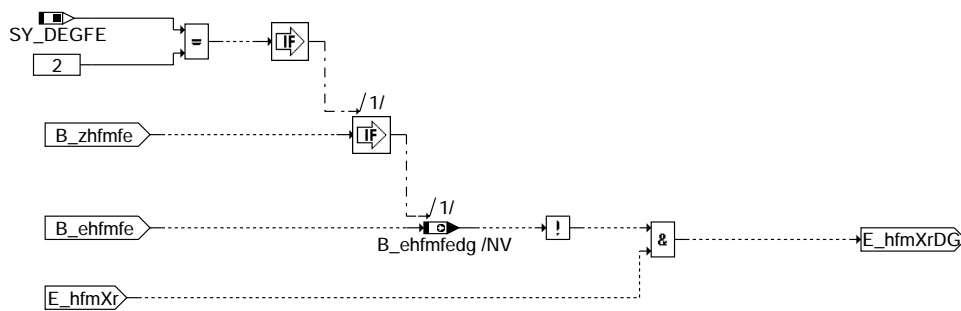 SY_DEGFE
=
IF
2
/ 1/
B_zhfmfe
IF
/ 1/
B_ehfmfe
!
B_ehfmfedg /NV
&
E_hfmXrDG
E_hfmXr